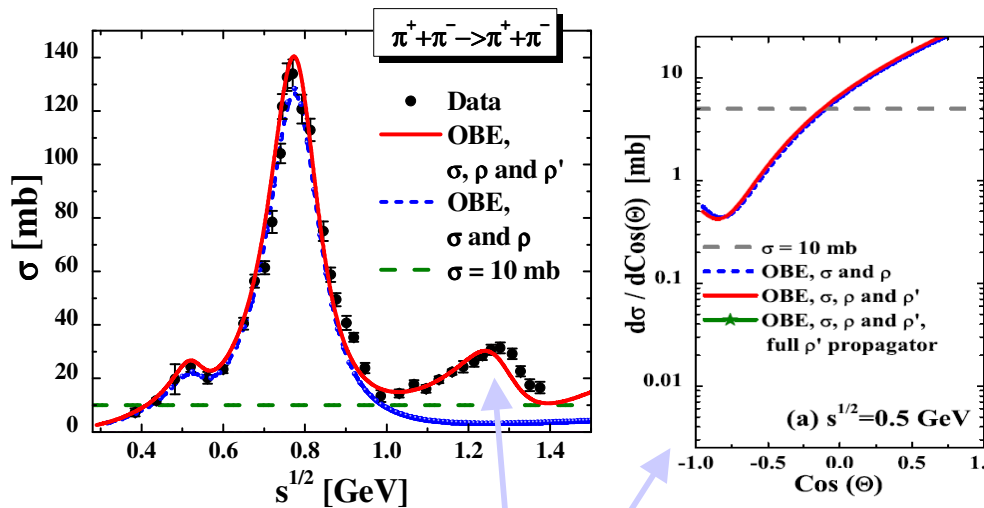 π⁺+π⁻->π⁺+π⁻
140
120
100
80
60
40
20
0
σ [mb]
Data
OBE,
σ, ρ and ρ'
OBE,
σ and ρ
σ = 10 mb
0.4 0.6 0.8 1.0 1.2 1.4
s^1/2 [GeV]
10
1
0.1
0.01
dσ / dCos(Θ) [mb]
σ = 10 mb
OBE, σ and ρ
OBE, σ, ρ and ρ'
OBE, σ, ρ and ρ',
full ρ' propagator
(a) s^1/2=0.5 GeV
-1.0 -0.5 0.0 0.5 1.
Cos (Θ)